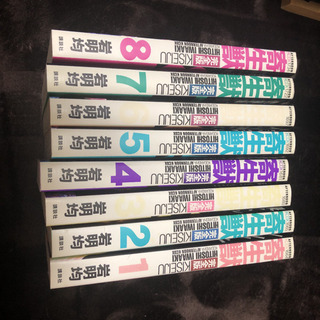 寄生獣 完全版 KISEIJU HITOSHI IWAAKI 8 岩明均 講談社
寄生獣 完全版 KISEIJU HITOSHI IWAAKI 7 岩明均 講談社
寄生獣 完全版 KISEIJU HITOSHI IWAAKI 岩明均 講談社
寄生獣 完全版 KISEIJU HITOSHI IWAAKI 5 岩明均 講談社
寄生獣 完全版 KISEIJU HITOSHI IWAAKI 4 岩明均 講談社
寄生獣 完全版 KISEIJU HITOSHI IWAAKI 岩明均 講談社
寄生獣 完全版 KISEIJU HITOSHI IWAAKI 2 岩明均 講談社
寄生獣 完全版 KISEIJU HITOSHI IWAAKI 1 岩明均 講談社